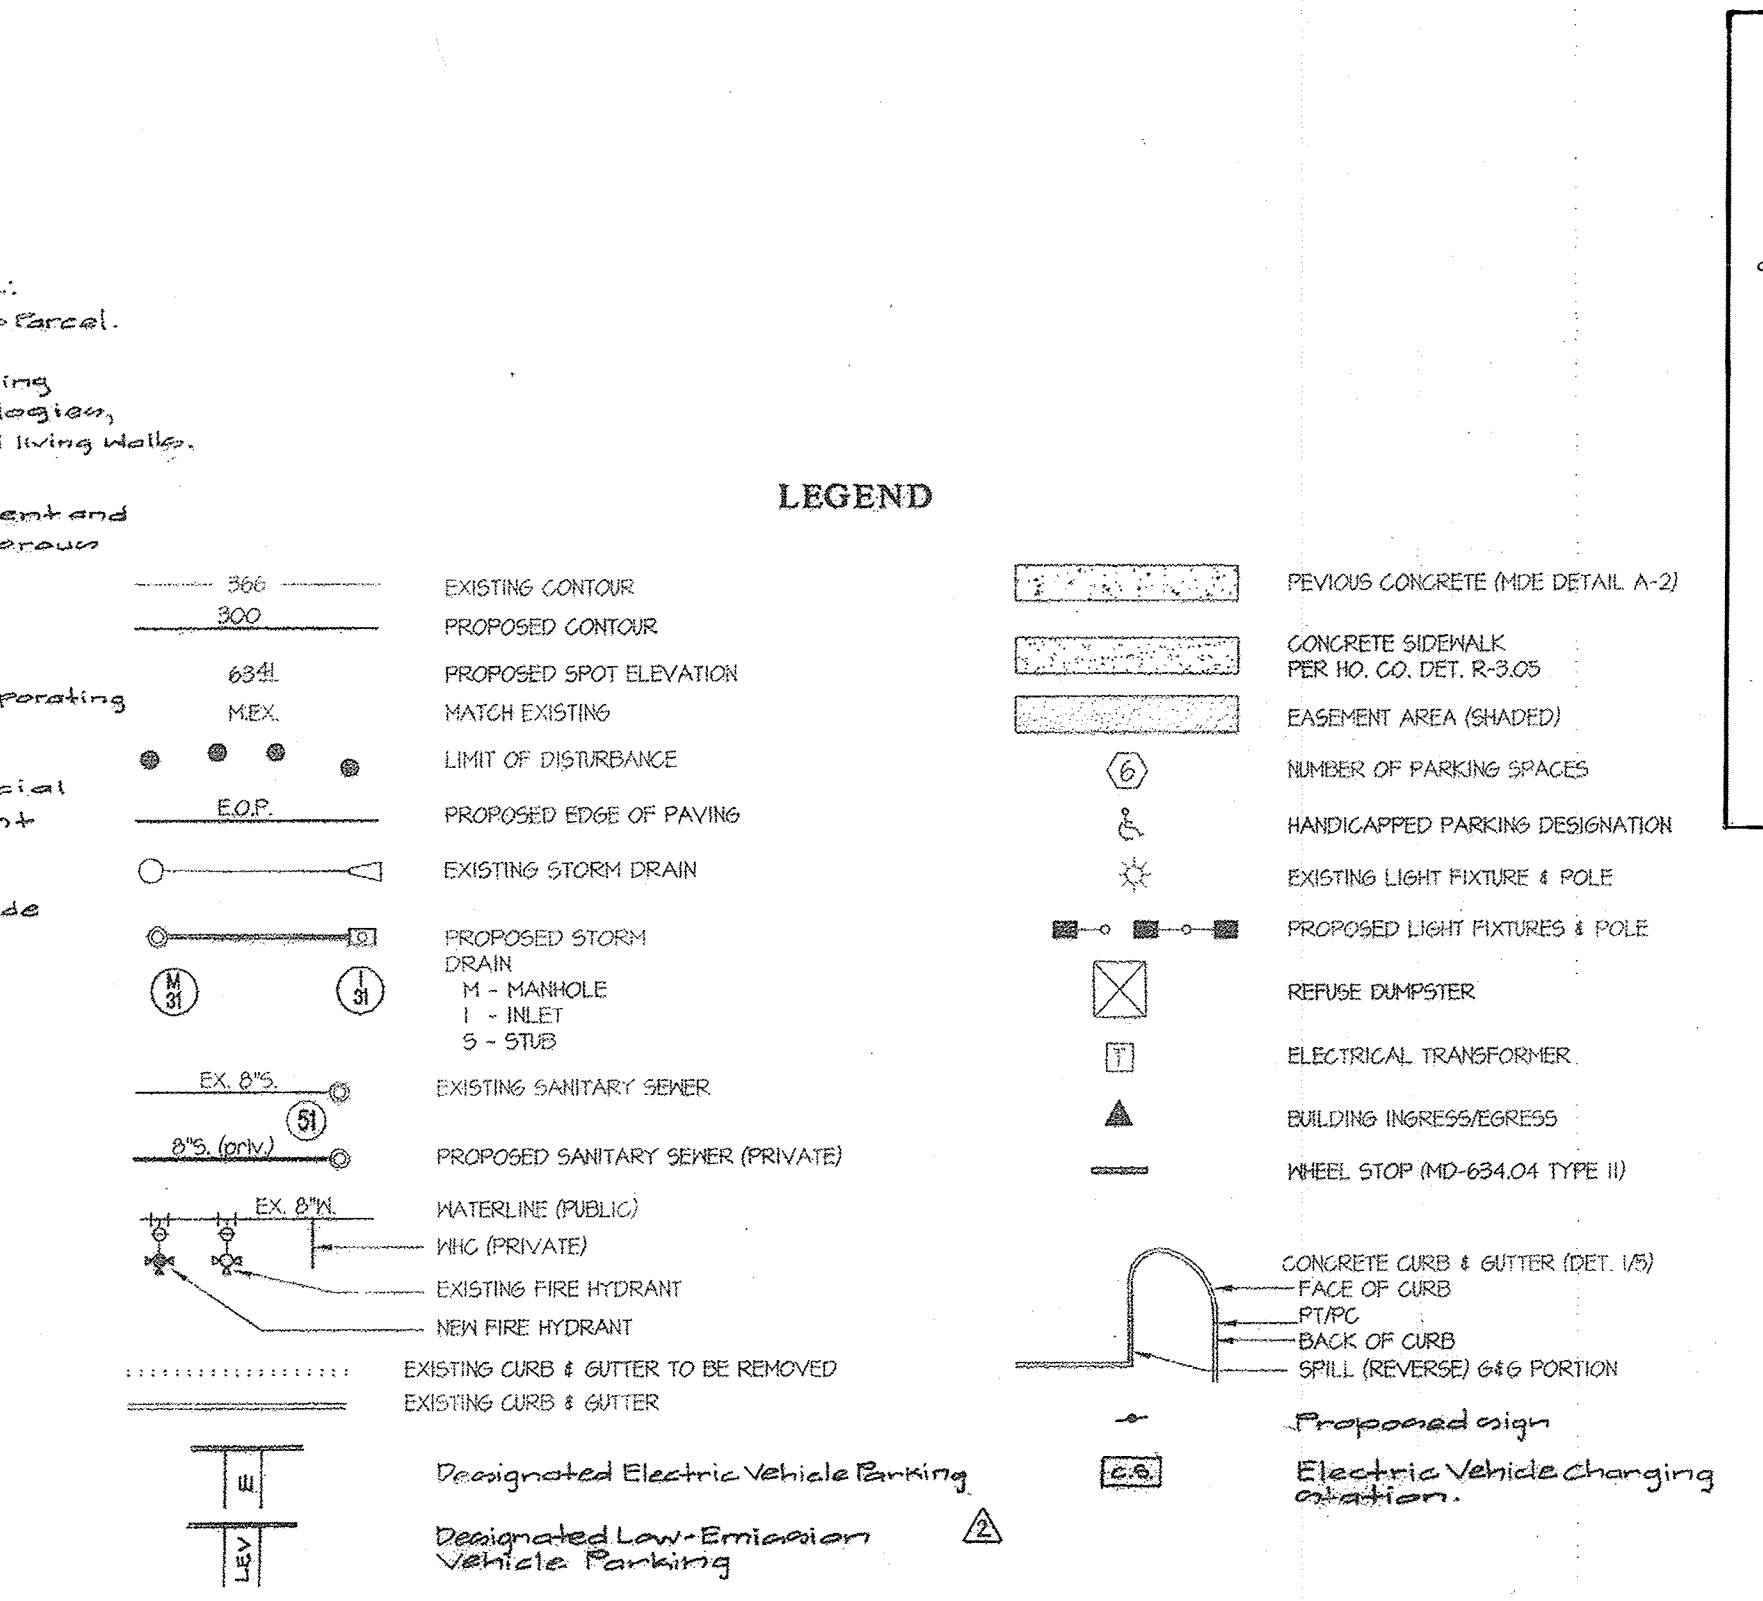 :
Parcel.
ing
logies,
living walls.
ent and
orous
porating
cial
nt
de
LEGEND
366 EXISTING CONTOUR
300 PROPOSED CONTOUR
6341 PROPOSED SPOT ELEVATION
M.EX. MATCH EXISTING
LIMIT OF DISTURBANCE
E.O.P. PROPOSED EDGE OF PAVING
EXISTING STORM DRAIN
PROPOSED STORM
DRAIN
M 31
I 31
M - MANHOLE
I - INLET
S - STUB
EX. 8"S. EXISTING SANITARY SEWER
51
8"S. (priv.) PROPOSED SANITARY SEWER (PRIVATE)
EX. 8"W. WATERLINE (PUBLIC)
WHC (PRIVATE)
EXISTING FIRE HYDRANT
NEW FIRE HYDRANT
EXISTING CURB & GUTTER TO BE REMOVED
EXISTING CURB & GUTTER
E Designated Electric Vehicle Parking
LEV Designated Low-Emission
Vehicle Parking
2
PEVIOUS CONCRETE (MDE DETAIL A-2)
CONCRETE SIDEWALK
PER HO. CO. DET. R-3.05
EASEMENT AREA (SHADED)
6 NUMBER OF PARKING SPACES
HANDICAPPED PARKING DESIGNATION
EXISTING LIGHT FIXTURE & POLE
PROPOSED LIGHT FIXTURES & POLE
REFUSE DUMPSTER
T ELECTRICAL TRANSFORMER
BUILDING INGRESS/EGRESS
WHEEL STOP (MD-634.04 TYPE II)
CONCRETE CURB & GUTTER (DET. 1/5)
FACE OF CURB
PT/PC
BACK OF CURB
SPILL (REVERSE) G&G PORTION
Proposed sign
C.S. Electric Vehicle Charging
station.